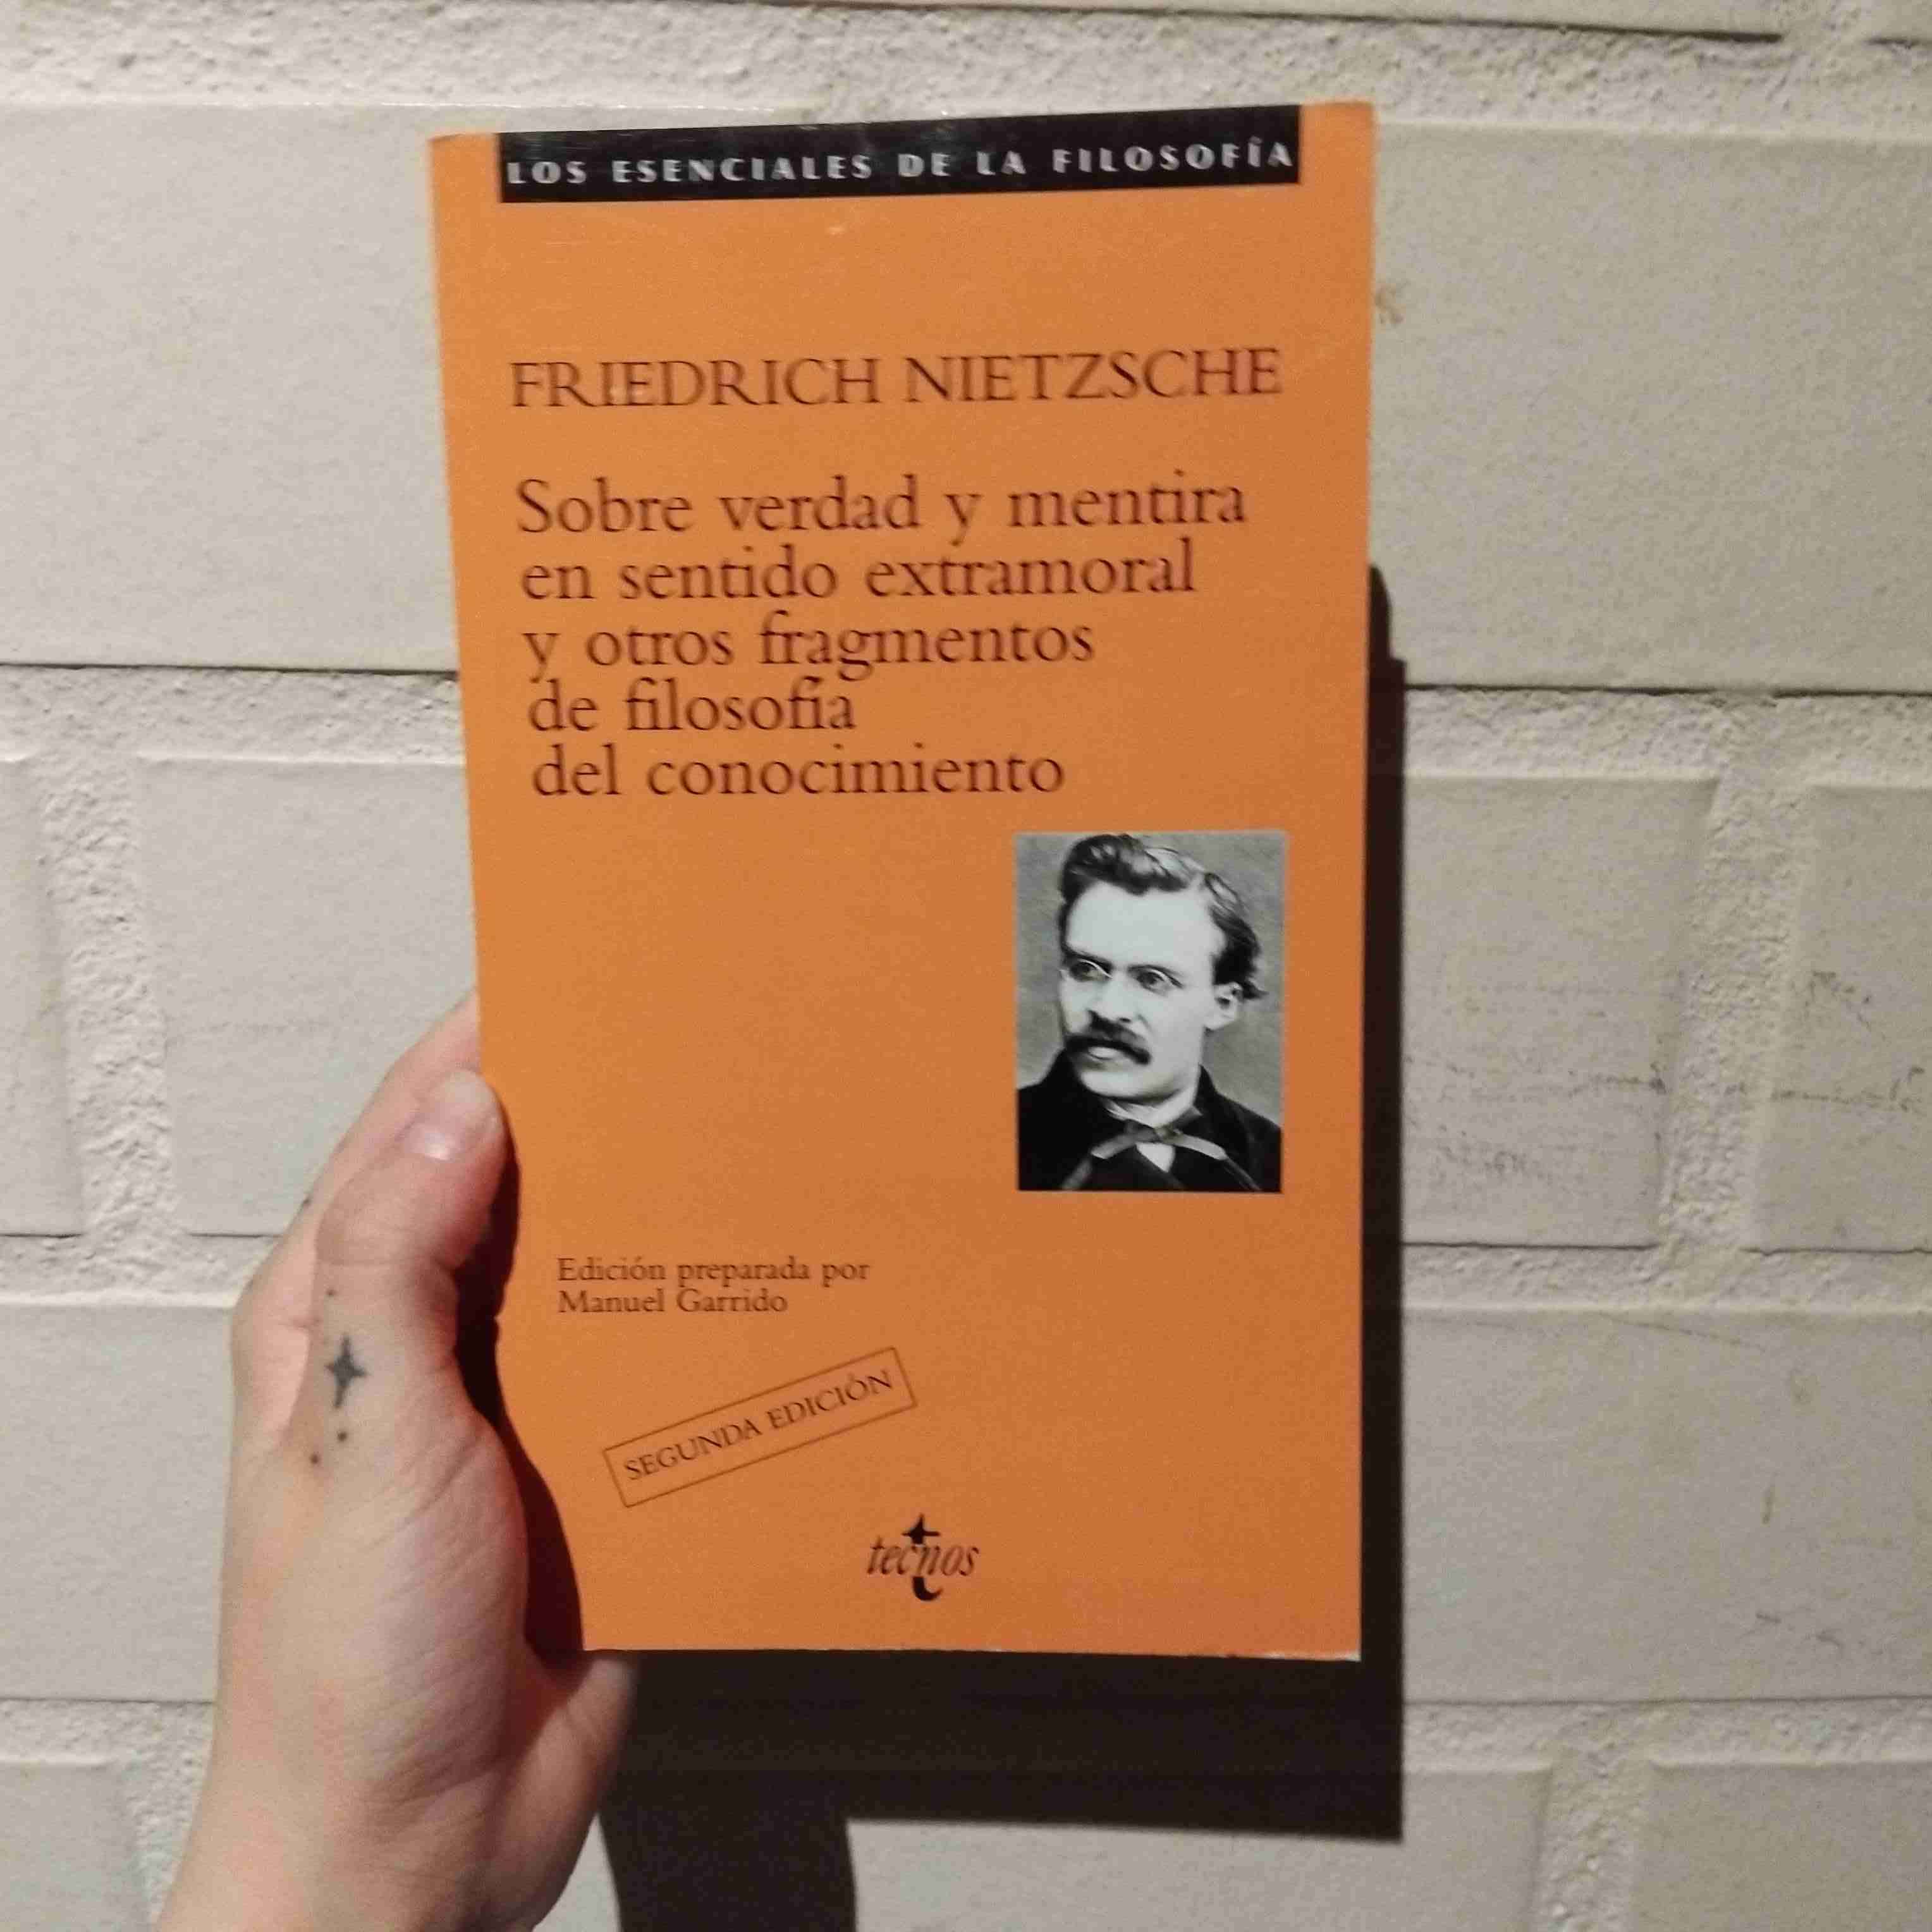 LOS ESENCIALES DE LA FILOSOFÍA
FRIEDRICH NIETZSCHE
Sobre verdad y mentira
en sentido extramoral
y otros fragmentos
de filosofía
del conocimiento
Edición preparada por
Manuel Garrido
SEGUNDA EDICIÓN
tecnos